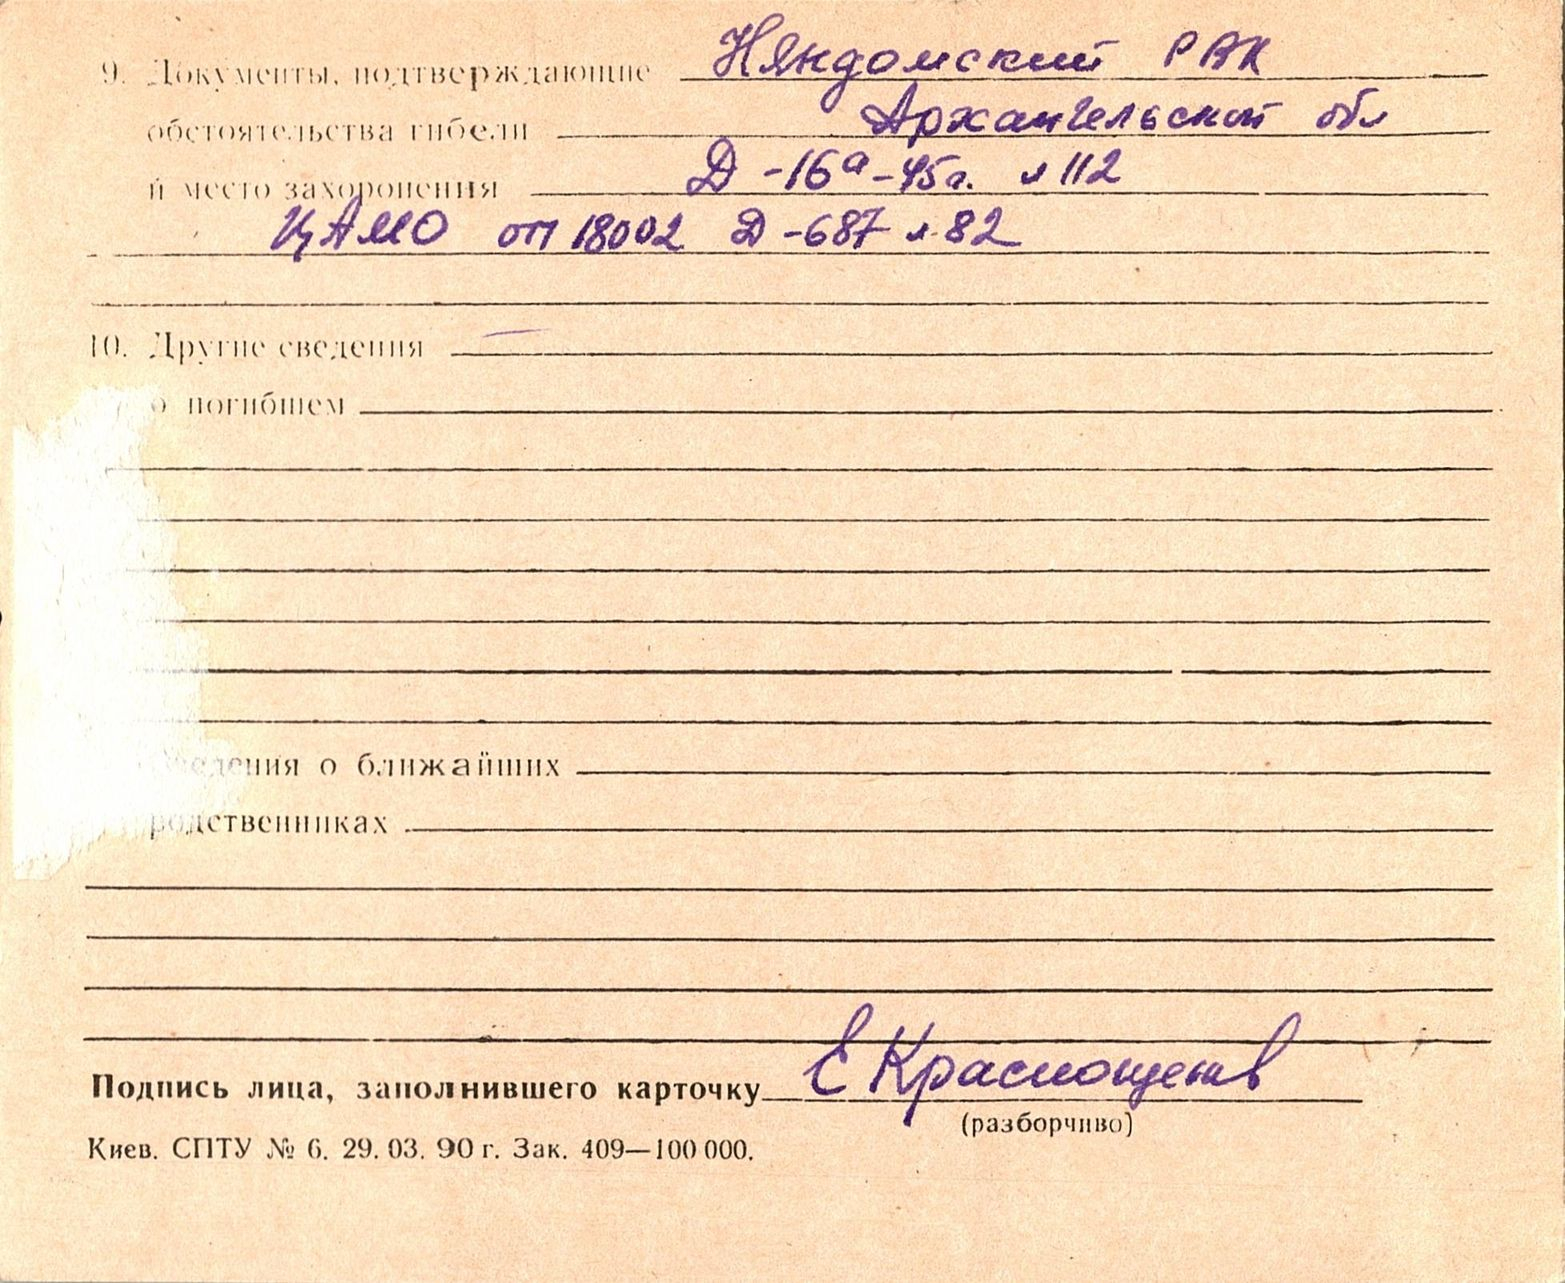 9. Документы, подтверждающие Няндомский РВК
обстоятельства гибели Архангельской обл
и место захоронения Д-16а-45г. л 112
ЦАМО оп 18002 Д-687 л. 82
10. Другие сведения
о погибшем
сведения о ближайших
родственниках
Подпись лица, заполнившего карточку Е Краснощеков
(разборчиво)
Киев. СПТУ № 6. 29. 03. 90 г. Зак. 409—100 000.